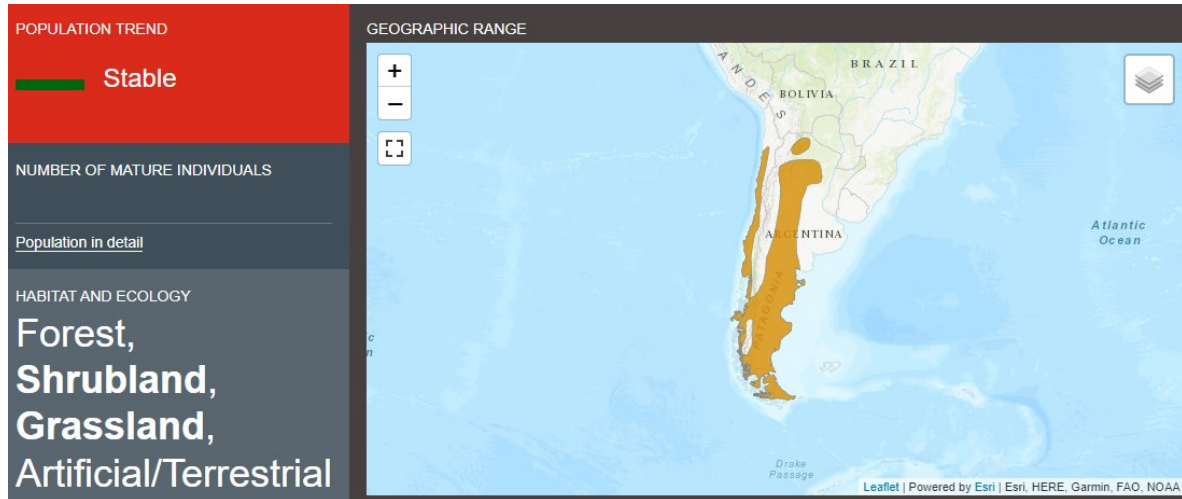 POPULATION TREND
Stable
NUMBER OF MATURE INDIVIDUALS
Population in detail
HABITAT AND ECOLOGY
Forest,
Shrubland,
Grassland,
Artificial/Terrestrial
GEOGRAPHIC RANGE
+
−
ANDES
BRAZIL
BOLIVIA
ARGENTINA
PATAGONIA
Atlantic
Ocean
Drake
Passage
Leaflet | Powered by Esri | Esri, HERE, Garmin, FAO, NOAA